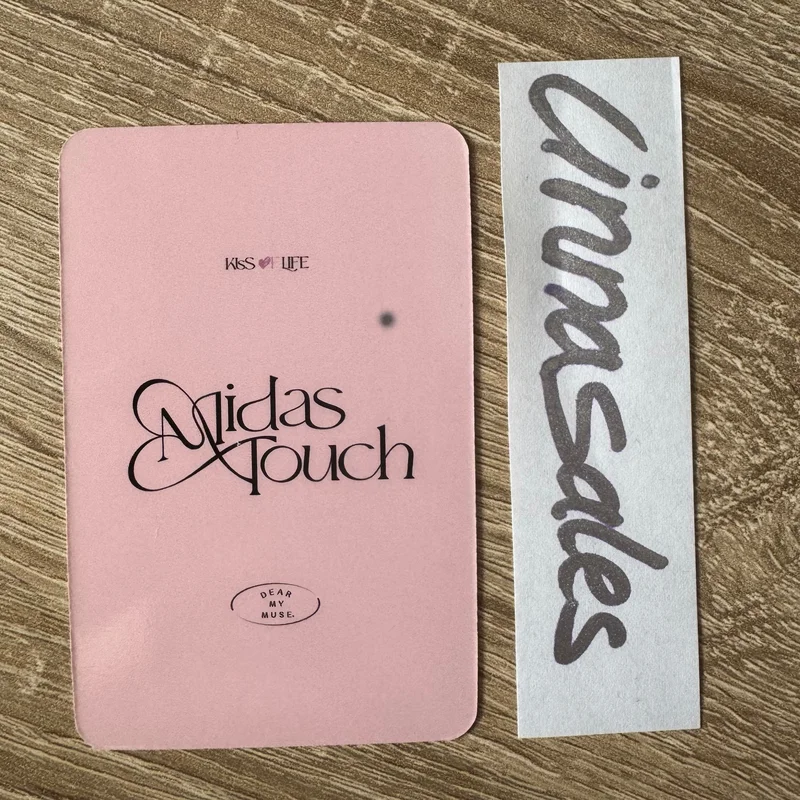 KISS OF LIFE
Midas
Touch
DEAR
MY
MUSE.
Linnasales